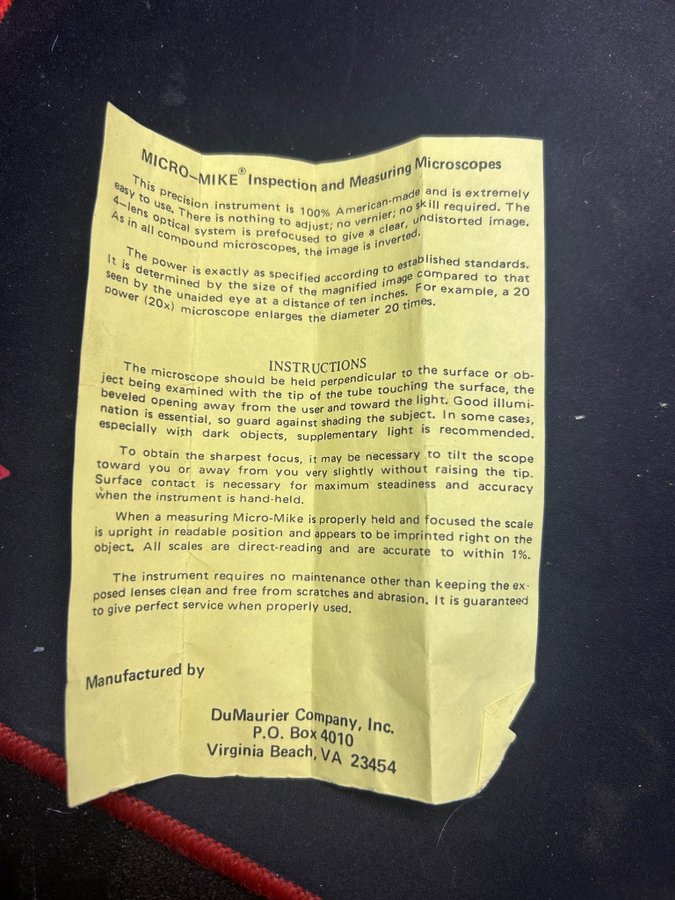 MICRO—MIKE® Inspection and Measuring Microscopes
This precision instrument is 100% American-made and is extremely
easy to use. There is nothing to adjust; no vernier; no skill required. The
4—lens optical system is prefocused to give a clear, undistorted image.
As in all compound microscopes, the image is inverted.
The power is exactly as specified according to established standards.
It is determined by the size of the magnified image compared to that
seen by the unaided eye at a distance of ten inches. For example, a 20
power (20x) microscope enlarges the diameter 20 times.
INSTRUCTIONS
The microscope should be held perpendicular to the surface or ob-
ject being examined with the tip of the tube touching the surface, the
beveled opening away from the user and toward the light. Good illumi-
nation is essential, so guard against shading the subject. In some cases,
especially with dark objects, supplementary light is recommended.
To obtain the sharpest focus, it may be necessary to tilt the scope
toward you or away from you very slightly without raising the tip.
Surface contact is necessary for maximum steadiness and accuracy
when the instrument is hand-held.
When a measuring Micro-Mike is properly held and focused the scale
is upright in readable position and appears to be imprinted right on the
object. All scales are direct-reading and are accurate to within 1%.
The instrument requires no maintenance other than keeping the ex-
posed lenses clean and free from scratches and abrasion. It is guaranteed
to give perfect service when properly used.
Manufactured by
DuMaurier Company, Inc.
P.O. Box 4010
Virginia Beach, VA 23454